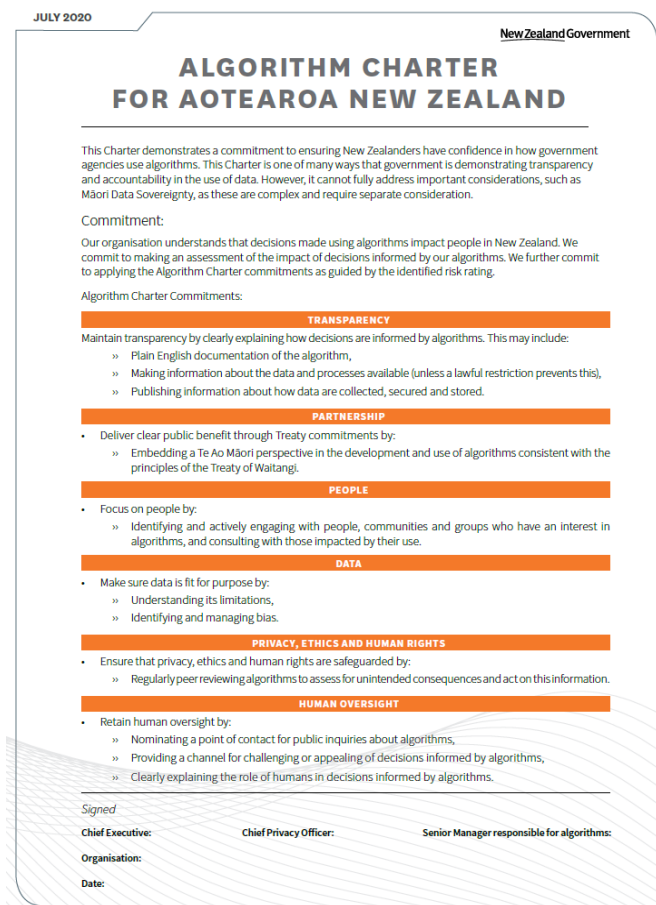 JULY 2020
New Zealand Government
ALGORITHM CHARTER
FOR AOTEAROA NEW ZEALAND
This Charter demonstrates a commitment to ensuring New Zealanders have confidence in how government
agencies use algorithms. This Charter is one of many ways that government is demonstrating transparency
and accountability in the use of data. However, it cannot fully address important considerations, such as
Māori Data Sovereignty, as these are complex and require separate consideration.
Commitment:
Our organisation understands that decisions made using algorithms impact people in New Zealand. We
commit to making an assessment of the impact of decisions informed by our algorithms. We further commit
to applying the Algorithm Charter commitments as guided by the identified risk rating.
Algorithm Charter Commitments:
TRANSPARENCY
Maintain transparency by clearly explaining how decisions are informed by algorithms. This may include:
» Plain English documentation of the algorithm,
» Making information about the data and processes available (unless a lawful restriction prevents this),
» Publishing information about how data are collected, secured and stored.
PARTNERSHIP
• Deliver clear public benefit through Treaty commitments by:
» Embedding a Te Ao Māori perspective in the development and use of algorithms consistent with the
principles of the Treaty of Waitangi.
PEOPLE
• Focus on people by:
» Identifying and actively engaging with people, communities and groups who have an interest in
algorithms, and consulting with those impacted by their use.
DATA
• Make sure data is fit for purpose by:
» Understanding its limitations,
» Identifying and managing bias.
PRIVACY, ETHICS AND HUMAN RIGHTS
• Ensure that privacy, ethics and human rights are safeguarded by:
» Regularly peer reviewing algorithms to assess for unintended consequences and act on this information.
HUMAN OVERSIGHT
• Retain human oversight by:
» Nominating a point of contact for public inquiries about algorithms,
» Providing a channel for challenging or appealing of decisions informed by algorithms,
» Clearly explaining the role of humans in decisions informed by algorithms.
Signed
Chief Executive: Chief Privacy Officer: Senior Manager responsible for algorithms:
Organisation:
Date: